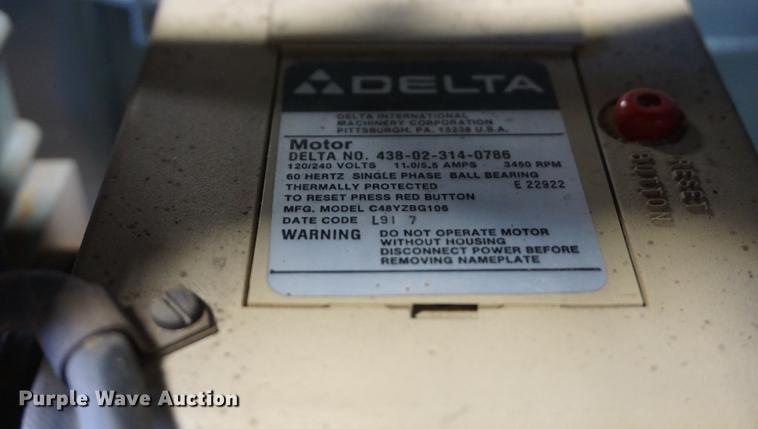 DELTA
DELTA INTERNATIONAL
MACHINERY CORPORATION
PITTSBURGH, PA. 15238 U.S.A.
Motor
DELTA NO. 438-02-314-0786
120/240 VOLTS 11.0/5.5 AMPS 3450 RPM
60 HERTZ SINGLE PHASE BALL BEARING
THERMALLY PROTECTED E 22922
TO RESET PRESS RED BUTTON
MFG. MODEL C48YZBG106
DATE CODE L91 7
WARNING DO NOT OPERATE MOTOR
WITHOUT HOUSING
DISCONNECT POWER BEFORE
REMOVING NAMEPLATE
RESET
BUTTON
Purple Wave Auction